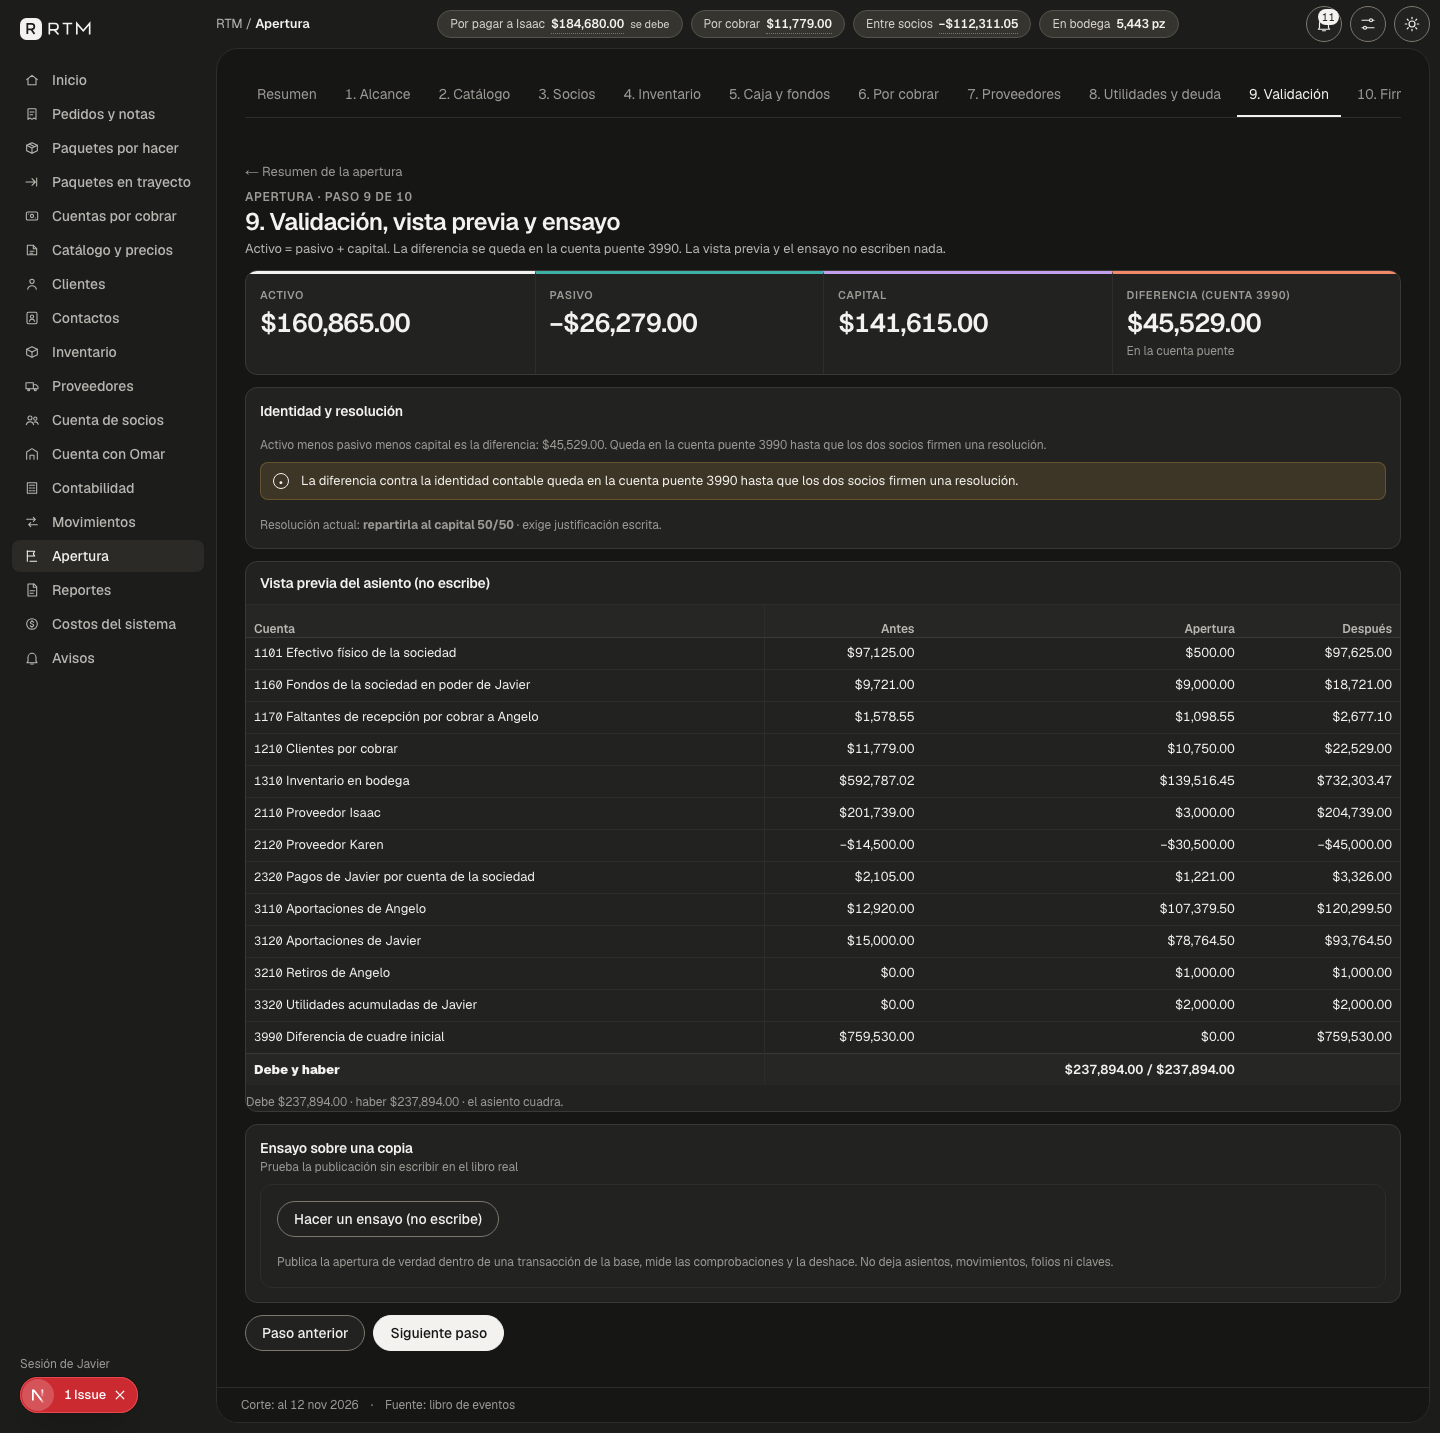 R RTM
RTM / Apertura
Por pagar a Isaac $184,680.00 se debe
Por cobrar $11,779.00
Entre socios −$112,311.05
En bodega 5,443 pz
11
Inicio
Pedidos y notas
Paquetes por hacer
Paquetes en trayecto
Cuentas por cobrar
Catálogo y precios
Clientes
Contactos
Inventario
Proveedores
Cuenta de socios
Cuenta con Omar
Contabilidad
Movimientos
Apertura
Reportes
Costos del sistema
Avisos
Sesión de Javier
N 1 Issue
Resumen
1. Alcance
2. Catálogo
3. Socios
4. Inventario
5. Caja y fondos
6. Por cobrar
7. Proveedores
8. Utilidades y deuda
9. Validación
10. Firr
← Resumen de la apertura
APERTURA · PASO 9 DE 10
9. Validación, vista previa y ensayo
Activo = pasivo + capital. La diferencia se queda en la cuenta puente 3990. La vista previa y el ensayo no escriben nada.
ACTIVO
$160,865.00
PASIVO
−$26,279.00
CAPITAL
$141,615.00
DIFERENCIA (CUENTA 3990)
$45,529.00
En la cuenta puente
Identidad y resolución
Activo menos pasivo menos capital es la diferencia: $45,529.00. Queda en la cuenta puente 3990 hasta que los dos socios firmen una resolución.
La diferencia contra la identidad contable queda en la cuenta puente 3990 hasta que los dos socios firmen una resolución.
Resolución actual: repartirla al capital 50/50 · exige justificación escrita.
Vista previa del asiento (no escribe)
Cuenta Antes Apertura Después
1101 Efectivo físico de la sociedad $97,125.00 $500.00 $97,625.00
1160 Fondos de la sociedad en poder de Javier $9,721.00 $9,000.00 $18,721.00
1170 Faltantes de recepción por cobrar a Angelo $1,578.55 $1,098.55 $2,677.10
1210 Clientes por cobrar $11,779.00 $10,750.00 $22,529.00
1310 Inventario en bodega $592,787.02 $139,516.45 $732,303.47
2110 Proveedor Isaac $201,739.00 $3,000.00 $204,739.00
2120 Proveedor Karen −$14,500.00 −$30,500.00 −$45,000.00
2320 Pagos de Javier por cuenta de la sociedad $2,105.00 $1,221.00 $3,326.00
3110 Aportaciones de Angelo $12,920.00 $107,379.50 $120,299.50
3120 Aportaciones de Javier $15,000.00 $78,764.50 $93,764.50
3210 Retiros de Angelo $0.00 $1,000.00 $1,000.00
3320 Utilidades acumuladas de Javier $0.00 $2,000.00 $2,000.00
3990 Diferencia de cuadre inicial $759,530.00 $0.00 $759,530.00
Debe y haber $237,894.00 / $237,894.00
Debe $237,894.00 · haber $237,894.00 · el asiento cuadra.
Ensayo sobre una copia
Prueba la publicación sin escribir en el libro real
Hacer un ensayo (no escribe)
Publica la apertura de verdad dentro de una transacción de la base, mide las comprobaciones y la deshace. No deja asientos, movimientos, folios ni claves.
Paso anterior
Siguiente paso
Corte: al 12 nov 2026 · Fuente: libro de eventos